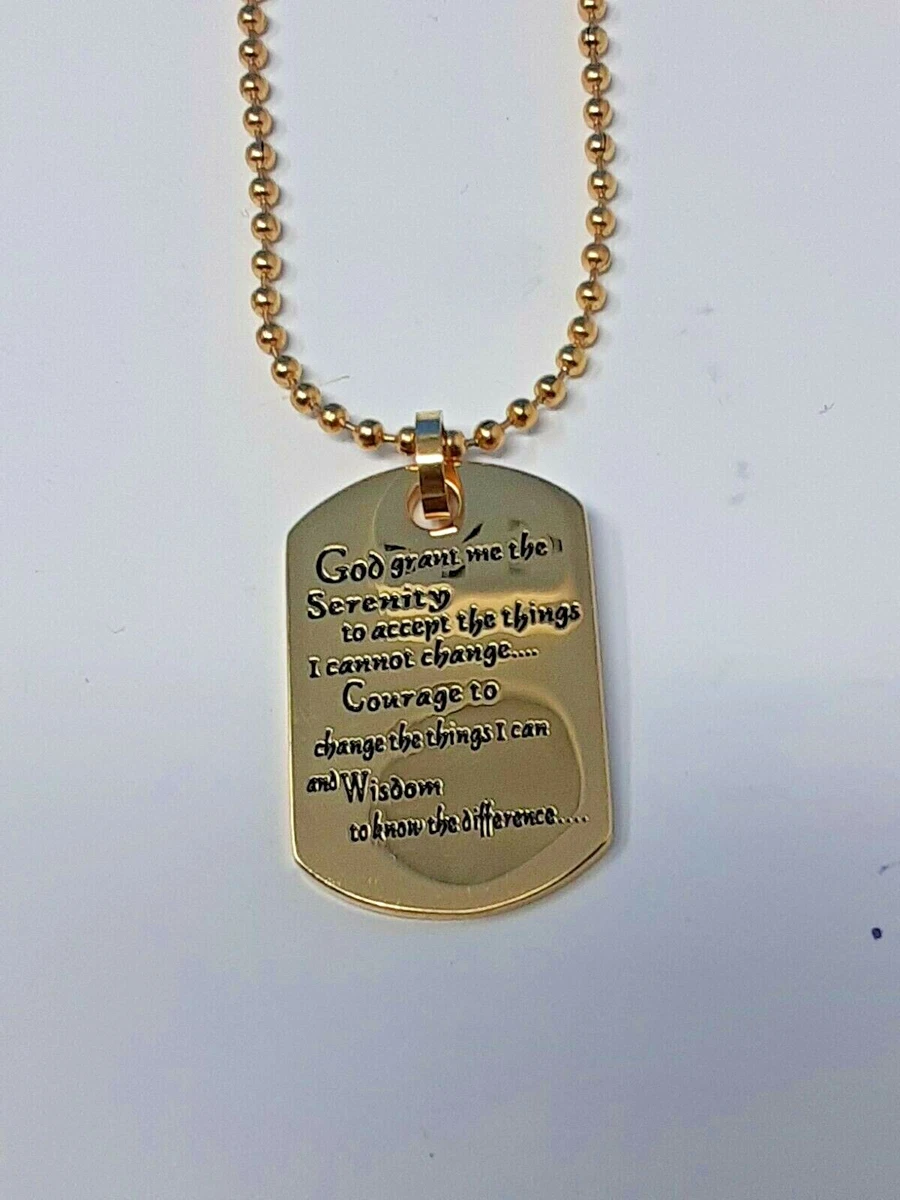 God grant me the
Serenity
to accept the things
I cannot change....
Courage to
change the things I can
and Wisdom
to know the difference....